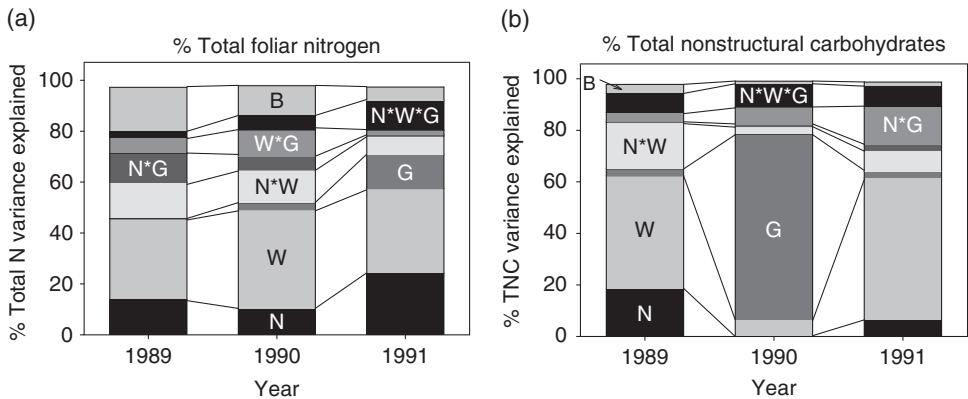 (a)
% Total foliar nitrogen
% Total N variance explained
100
80
60
40
20
0
B
N*W*G
W*G
N*G
G
N*W
W
N
1989
1990
1991
Year
(b)
% Total nonstructural carbohydrates
% TNC variance explained
100
80
60
40
20
0
B
N*W*G
N*G
N*W
W
G
N
1989
1990
1991
Year